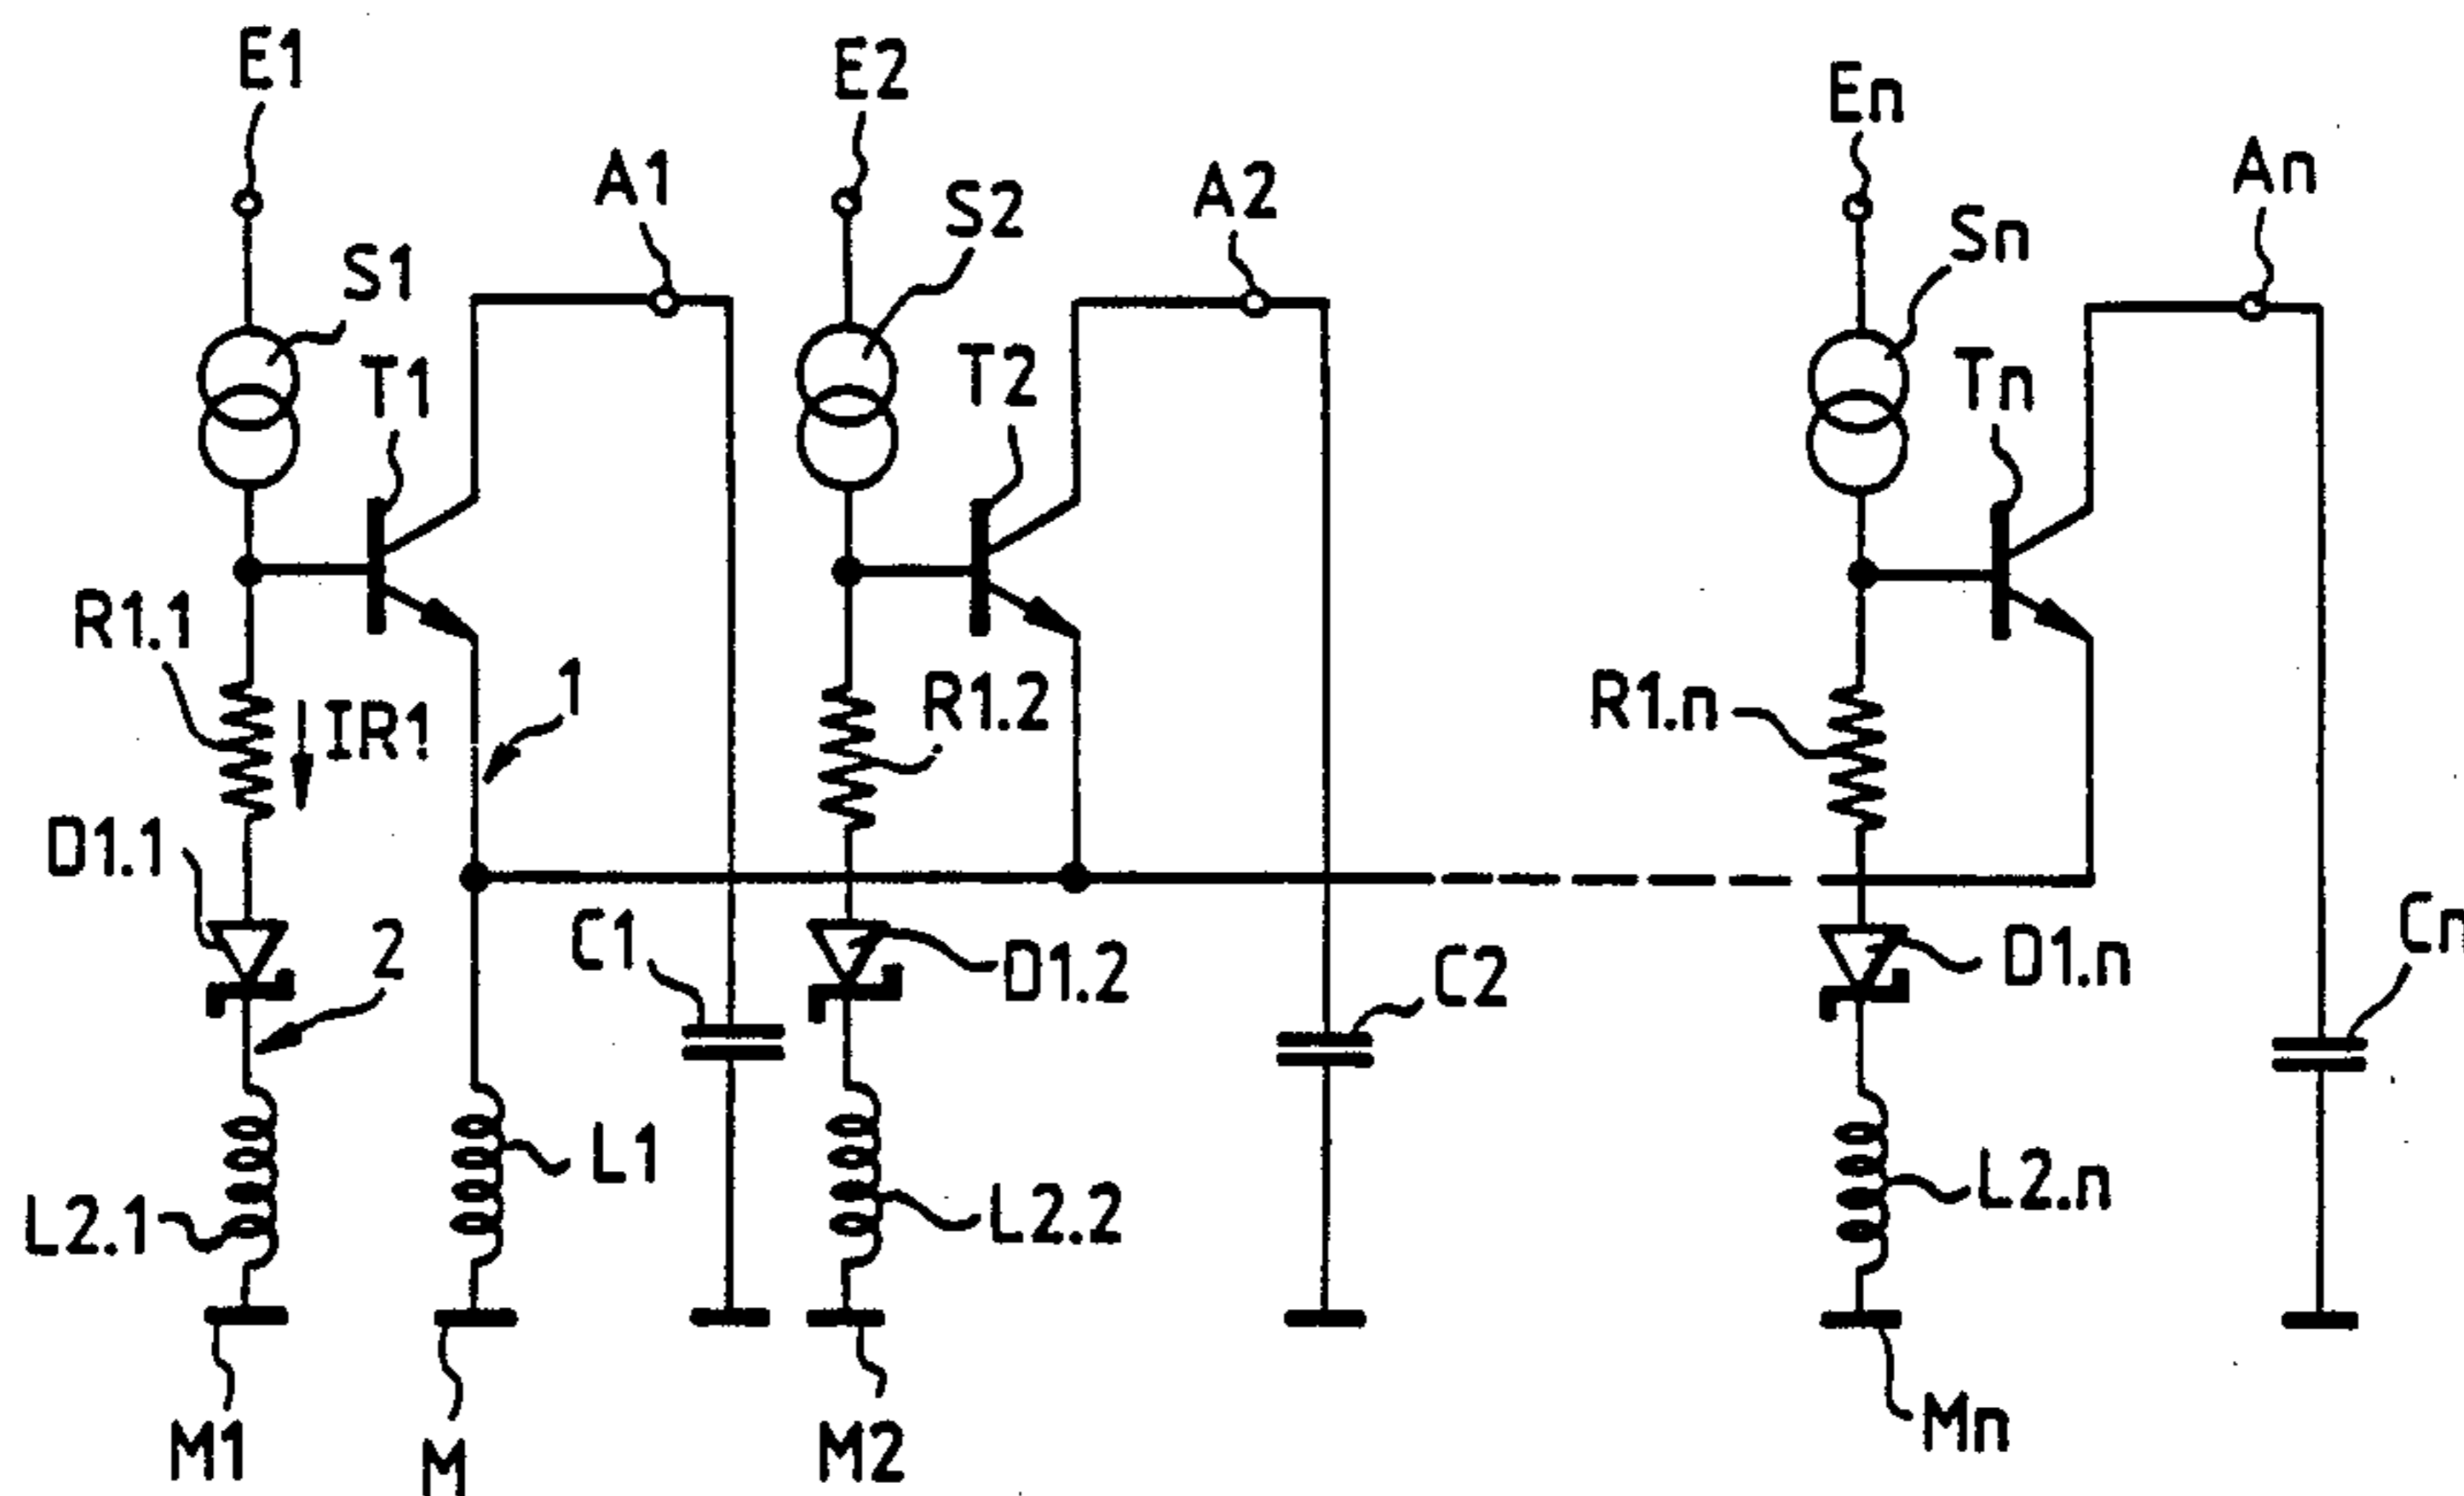 E1
E2
En
A1
A2
An
S1
S2
Sn
T1
T2
Tn
R1.1
IR1
1
R1.2
R1.n
D1.1
2
C1
D1.2
C2
D1.n
Cn
L2.1
L1
L2.2
L2.n
M1
M
M2
Mn